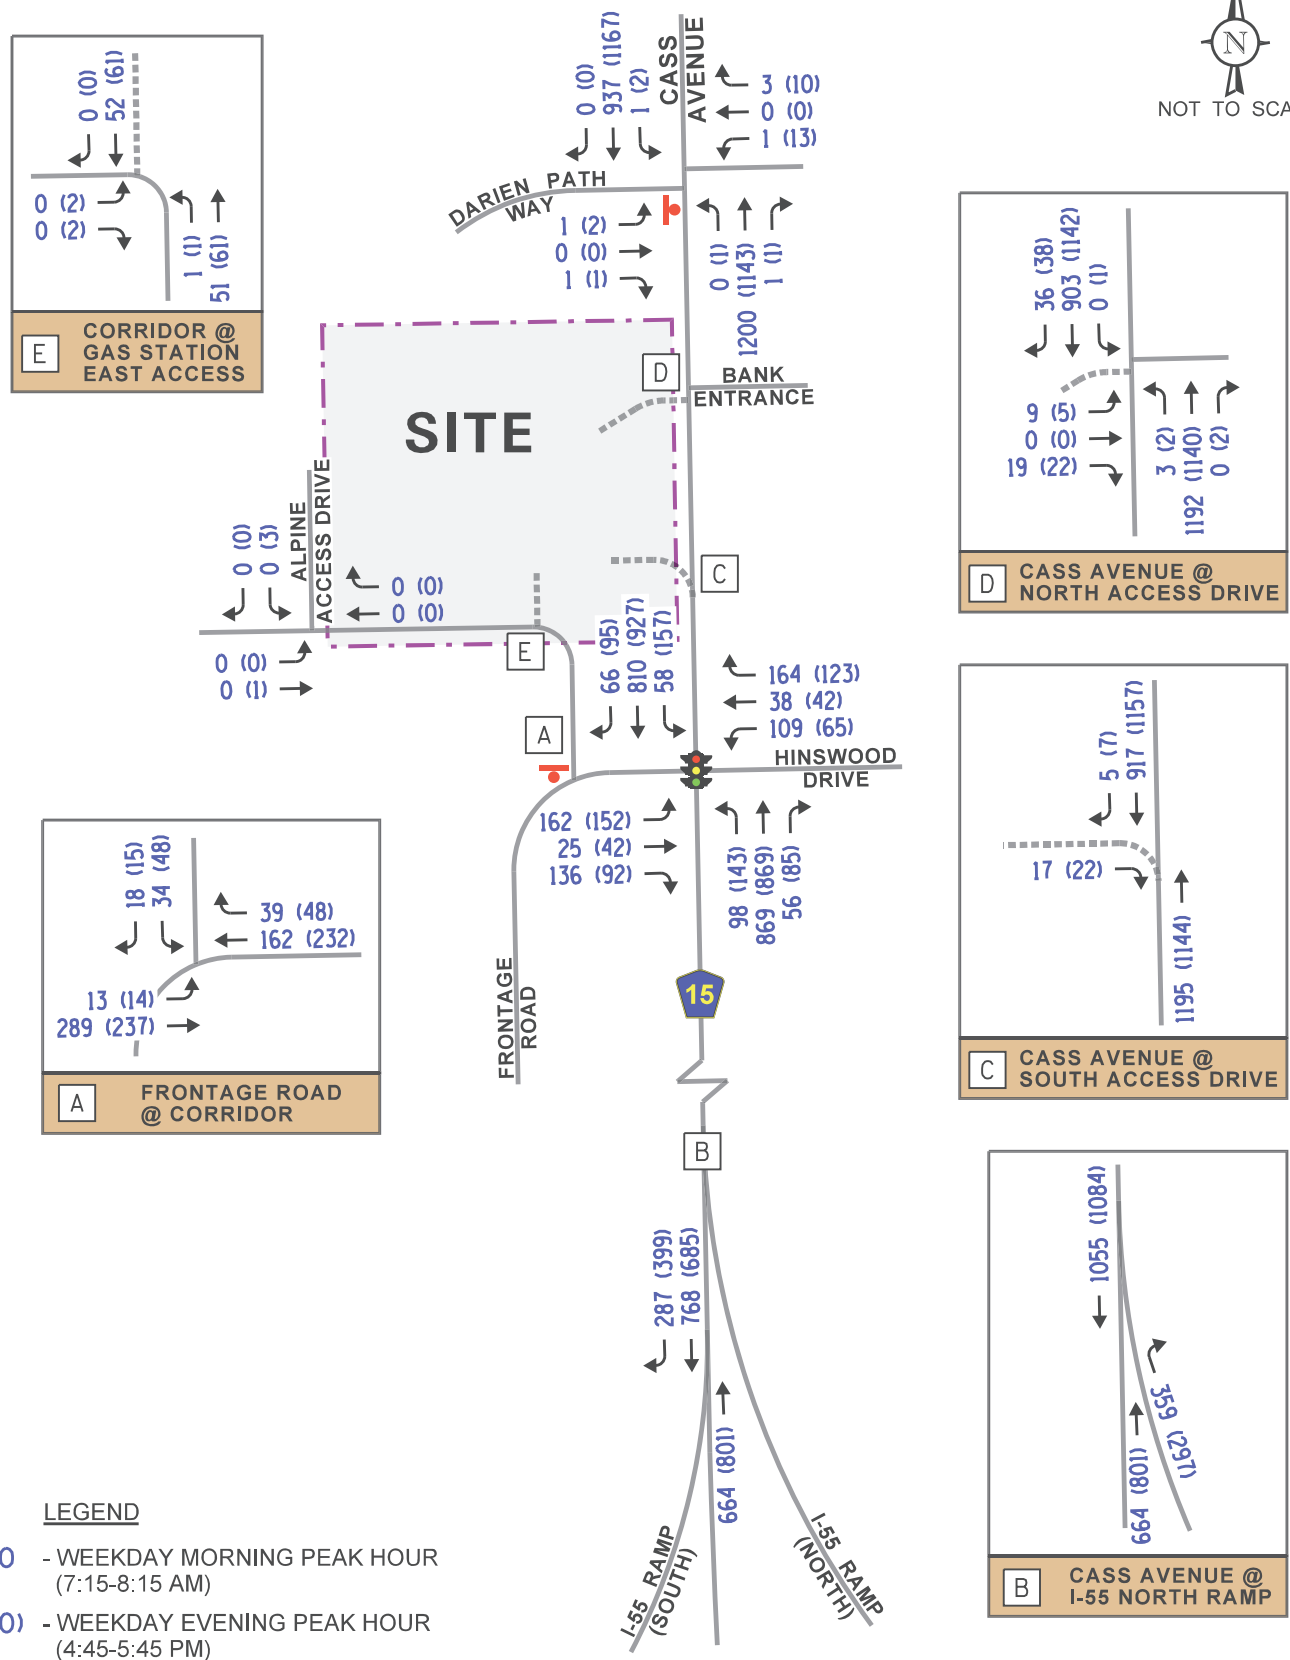 N
NOT TO SCA
CASS
AVENUE
0 (0)
937 (1167)
1 (2)
3 (10)
0 (0)
1 (13)
DARIEN PATH
WAY
1 (2)
0 (0)
1 (1)
0 (1)
1200 (1143)
1 (1)
0 (0)
52 (61)
0 (2)
0 (2)
1 (1)
51 (61)
E
CORRIDOR @
GAS STATION
EAST ACCESS
SITE
D
BANK
ENTRANCE
36 (38)
903 (1142)
0 (1)
9 (5)
0 (0)
19 (22)
3 (2)
1192 (1140)
0 (2)
D
CASS AVENUE @
NORTH ACCESS DRIVE
ALPINE
ACCESS DRIVE
0 (0)
0 (3)
0 (0)
0 (0)
0 (0)
0 (1)
C
E
A
66 (95)
810 (927)
58 (157)
164 (123)
38 (42)
109 (65)
HINSWOOD
DRIVE
162 (152)
25 (42)
136 (92)
98 (143)
869 (869)
56 (85)
5 (7)
917 (1157)
17 (22)
1195 (1144)
C
CASS AVENUE @
SOUTH ACCESS DRIVE
18 (15)
34 (48)
39 (48)
162 (232)
13 (14)
289 (237)
A
FRONTAGE ROAD
@ CORRIDOR
FRONTAGE
ROAD
15
B
287 (399)
768 (685)
664 (801)
I-55 RAMP
(SOUTH)
I-55 RAMP
(NORTH)
1055 (1084)
359 (297)
664 (801)
B
CASS AVENUE @
I-55 NORTH RAMP
LEGEND
0 - WEEKDAY MORNING PEAK HOUR
(7:15-8:15 AM)
0) - WEEKDAY EVENING PEAK HOUR
(4:45-5:45 PM)